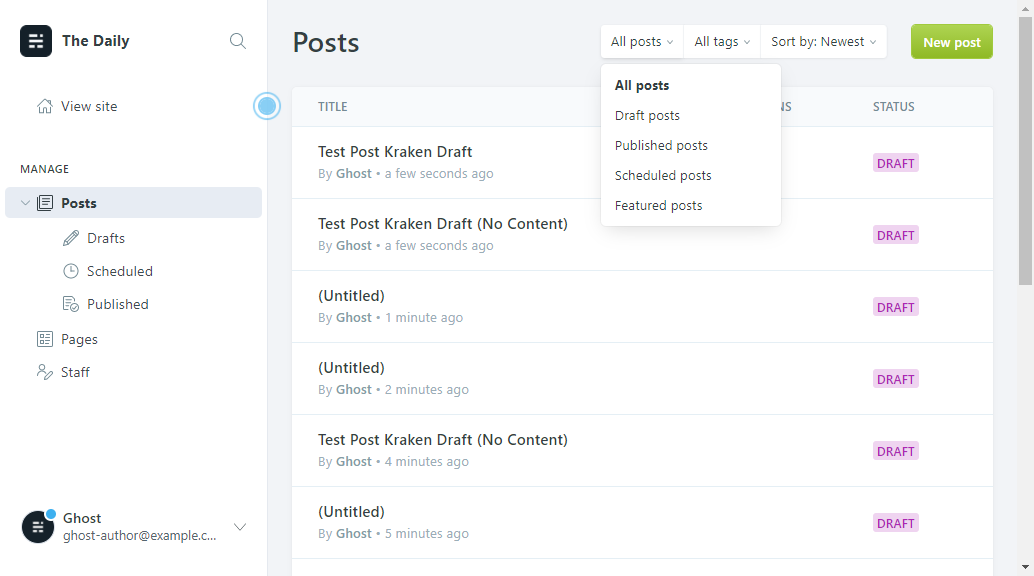 The Daily
View site
MANAGE
Posts
Drafts
Scheduled
Published
Pages
Staff
Ghost
ghost-author@example.c...
Posts
All posts
All tags
Sort by: Newest
New post
All posts
Draft posts
Published posts
Scheduled posts
Featured posts
TITLE
STATUS
Test Post Kraken Draft
By Ghost • a few seconds ago
DRAFT
Test Post Kraken Draft (No Content)
By Ghost • a few seconds ago
DRAFT
(Untitled)
By Ghost • 1 minute ago
DRAFT
(Untitled)
By Ghost • 2 minutes ago
DRAFT
Test Post Kraken Draft (No Content)
By Ghost • 4 minutes ago
DRAFT
(Untitled)
By Ghost • 5 minutes ago
DRAFT